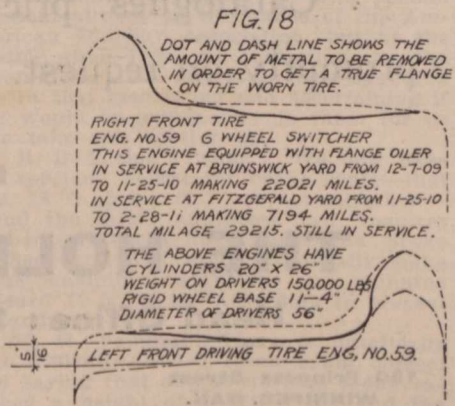 FIG. 18
DOT AND DASH LINE SHOWS THE
AMOUNT OF METAL TO BE REMOVED
IN ORDER TO GET A TRUE FLANGE
ON THE WORN TIRE.
RIGHT FRONT TIRE
ENG. NO. 59 6 WHEEL SWITCHER
THIS ENGINE EQUIPPED WITH FLANGE OILER
IN SERVICE AT BRUNSWICK YARD FROM 12-7-09
TO 11-25-10 MAKING 22021 MILES.
IN SERVICE AT FITZGERALD YARD FROM 11-25-10
TO 2-28-11 MAKING 7194 MILES.
TOTAL MILAGE 29215. STILL IN SERVICE.
THE ABOVE ENGINES HAVE
CYLINDERS 20" X 26"
WEIGHT ON DRIVERS 150,000 LBS
RIGID WHEEL BASE 11-4"
DIAMETER OF DRIVERS 56"
5/16"
LEFT FRONT DRIVING TIRE ENG, NO. 59.